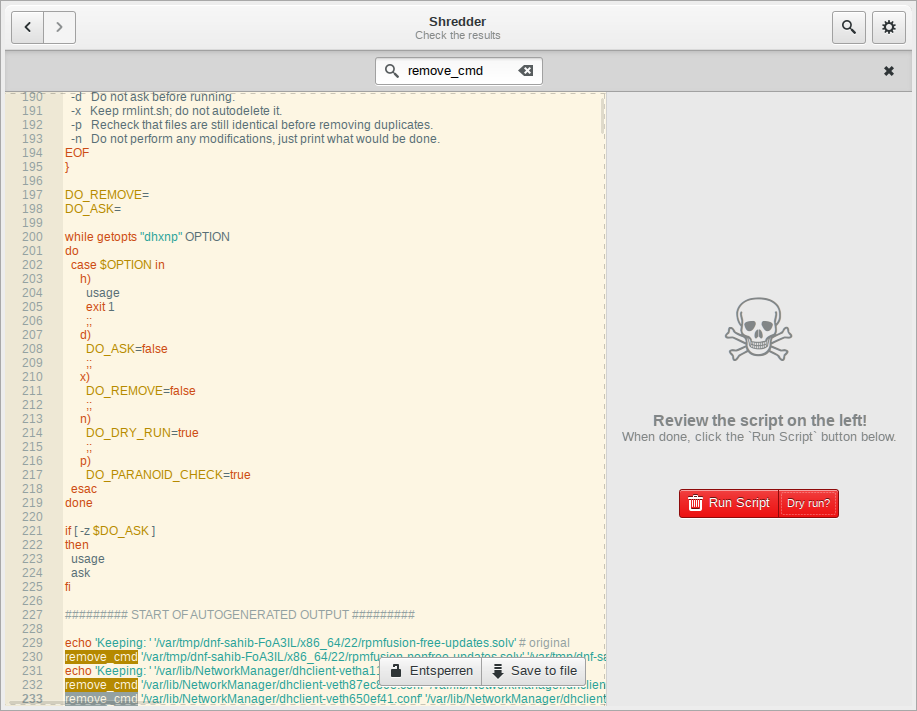 Shredder
Check the results
remove_cmd
190 -d Do not ask before running.
191 -x Keep rmlint.sh; do not autodelete it.
192 -p Recheck that files are still identical before removing duplicates.
193 -n Do not perform any modifications, just print what would be done.
194 EOF
195 }
196
197 DO_REMOVE=
198 DO_ASK=
199
200 while getopts "dhxnp" OPTION
201 do
202 case $OPTION in
203 h)
204 usage
205 exit 1
206 ;;
207 d)
208 DO_ASK=false
209 ;;
210 x)
211 DO_REMOVE=false
212 ;;
213 n)
214 DO_DRY_RUN=true
215 ;;
216 p)
217 DO_PARANOID_CHECK=true
218 esac
219 done
220
221 if [ -z $DO_ASK ]
222 then
223 usage
224 ask
225 fi
226
227 ######### START OF AUTOGENERATED OUTPUT #########
228
229 echo 'Keeping: ' '/var/tmp/dnf-sahib-FoA3lL/x86_64/22/rpmfusion-free-updates.solv' # original
230 remove_cmd '/var/tmp/dnf-sahib-FoA3lL/x86_64/22/rpmfusion-nonfree-updates.solv' '/var/tmp/dnf-sa
231 echo 'Keeping: ' '/var/lib/NetworkManager/dhclient-vetha1
232 remove_cmd '/var/lib/NetworkManager/dhclient-veth87ec '/var/lib/NetworkManager/dhclien
233 remove_cmd '/var/lib/NetworkManager/dhclient-veth650ef41.conf' '/var/lib/NetworkManager/dhclient
Entsperren
Save to file
Review the script on the left!
When done, click the `Run Script` button below.
Run Script
Dry run?